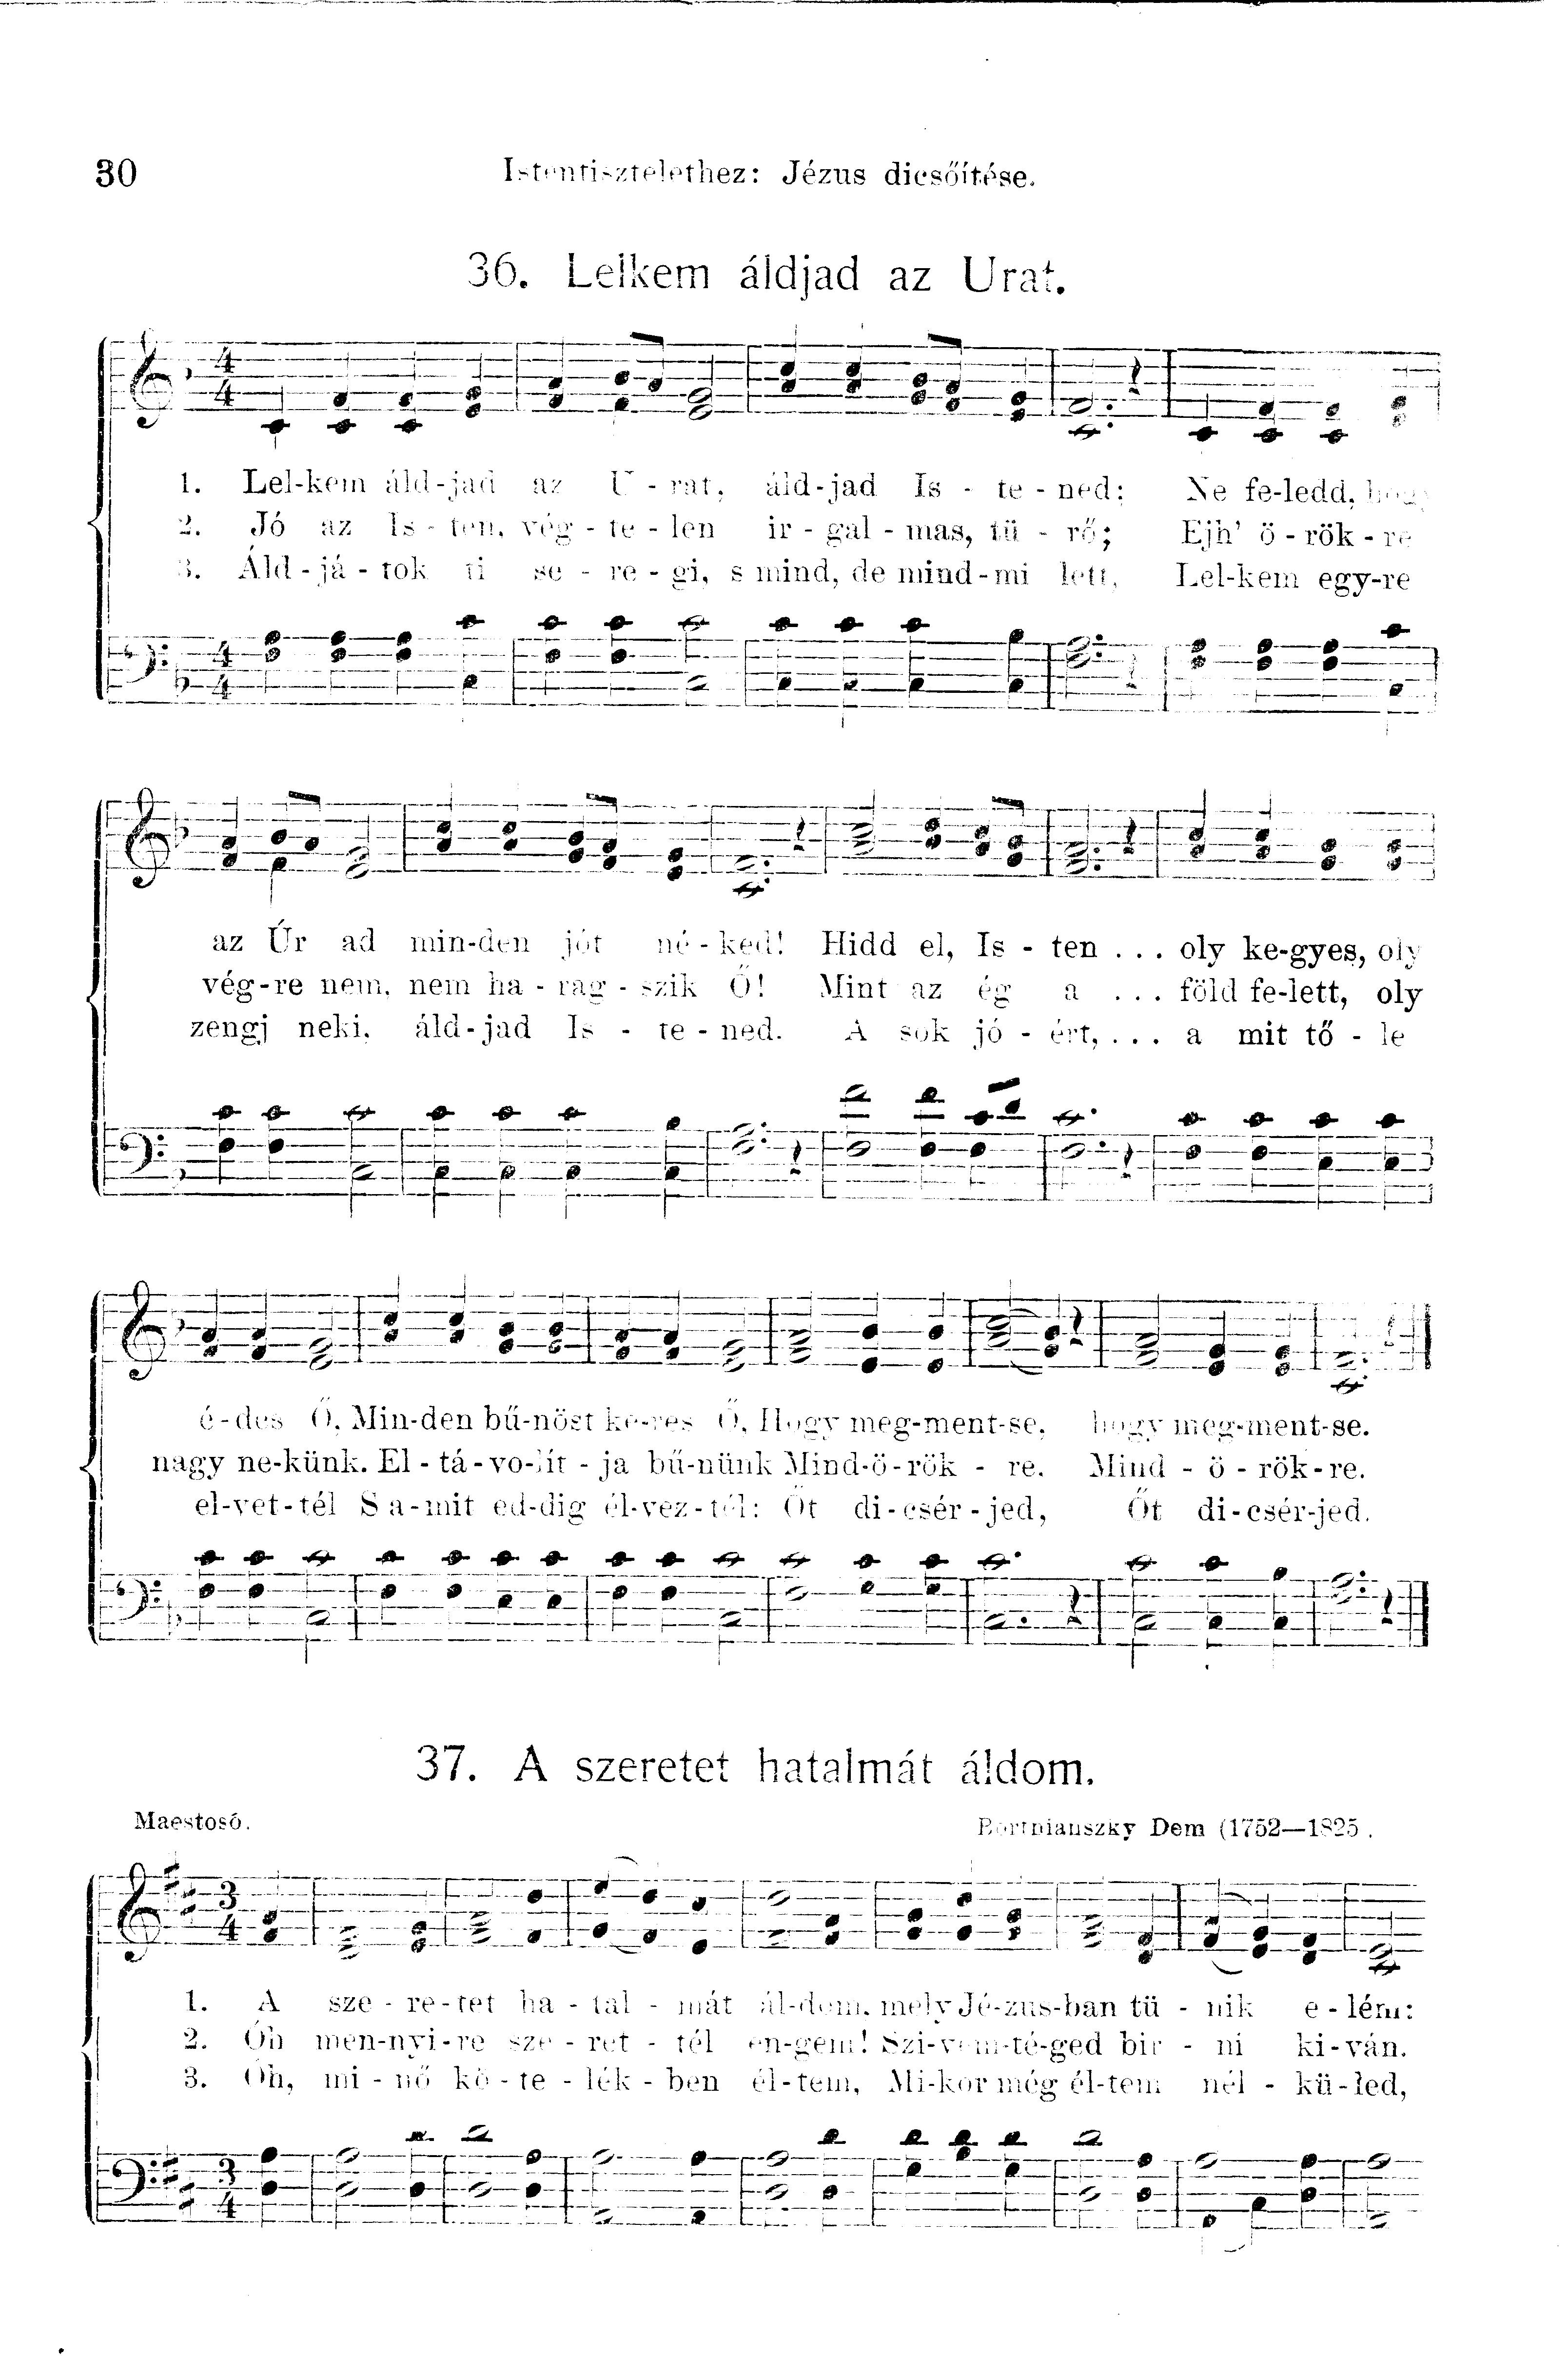 30
Istentisztelethez: Jézus dicsőítése.
36. Lelkem áldjad az Urat.
1. Lel-kem áld-jad az U - rat, áld-jad Is - te - ned; Ne fe-ledd, hogy
2. Jó az Is - ten, vég - te - len ir - gal - mas, tü - rő; Ejh' ö - rök - re
3. Áld - já - tok ti se - re - gi, s mind, de mind-mi lett, Lel-kem egy-re
az Úr ad min-den jót né - ked! Hidd el, Is - ten . . . oly ke-gyes, oly
vég-re nem, nem ha - rag - szik Ő! Mint az ég a . . . föld fe-lett, oly
zengj neki, áld-jad Is - te - ned. A sok jó - ért, . . . a mit tő - le
é-des Ő, Min-den bű-nöst ke-res Ő, Hogy meg-ment-se, hogy meg-ment-se.
nagy ne-künk. El - tá - vo-lít - ja bű-nünk Mind-ö-rök - re. Mind - ö - rök-re.
el-vet-tél S a-mit ed-dig él-vez-tél: Őt di-csér-jed, Őt di-csér-jed.
37. A szeretet hatalmát áldom.
Maestosó.
Bortnianszky Dem (1752—1825.
1. A sze - re-tet ha - tal - mát ál-dom, mely Jé-zus-ban tü - nik e - lém:
2. Óh men-nyi-re sze - ret - tél en-gem! Szi-vem-té-ged bir - ni ki-ván.
3. Óh, mi - nő kö - te - lék - ben él-tem, Mi-kor még él-tem nél - kü-led,